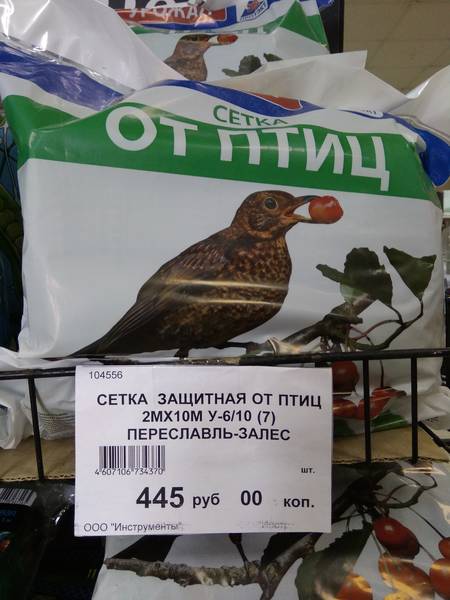 СЕТКА
ОТ ПТИЦ
104556
СЕТКА ЗАЩИТНАЯ ОТ ПТИЦ
2МХ10М У-6/10 (7)
ПЕРЕСЛАВЛЬ-ЗАЛЕС
4607106734370
шт.
445 руб 00 коп.
ООО "Инструменты"